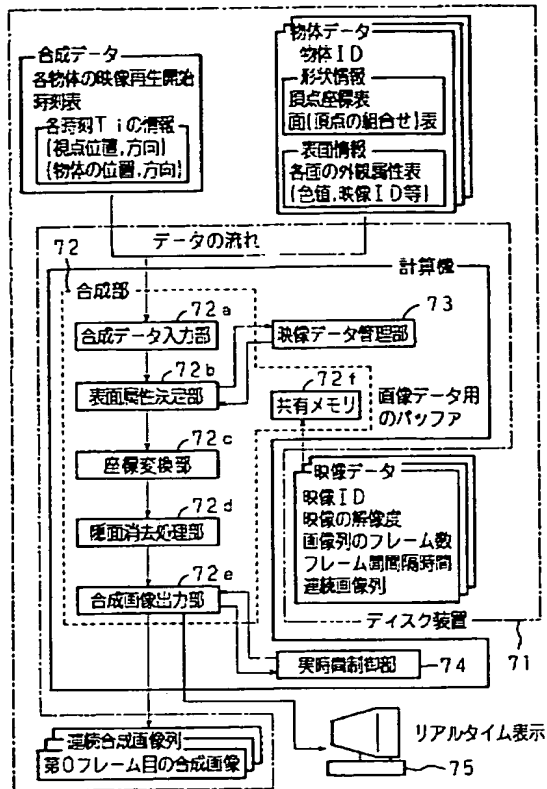 合成データ
各物体の映像再生開始
時刻表
各時刻Tiの情報
(視点位置,方向)
(物体の位置,方向)
物体データ
物体ID
形状情報
頂点座標表
面(頂点の組合せ)表
表面情報
各面の外観属性表
(色値,映像ID等)
データの流れ
72
計算機
合成部
72a
合成データ入力部
73
映像データ管理部
72b
表面属性決定部
72f
共有メモリ
画像データ用
のバッファ
72c
座標変換部
映像データ
映像ID
映像の解像度
画像列のフレーム数
フレーム間間隔時間
連続画像列
72d
隠面消去処理部
72e
合成画像出力部
ディスク装置
71
実時間制御部
74
連続合成画像列
第0フレーム目の合成画像
リアルタイム表示
75